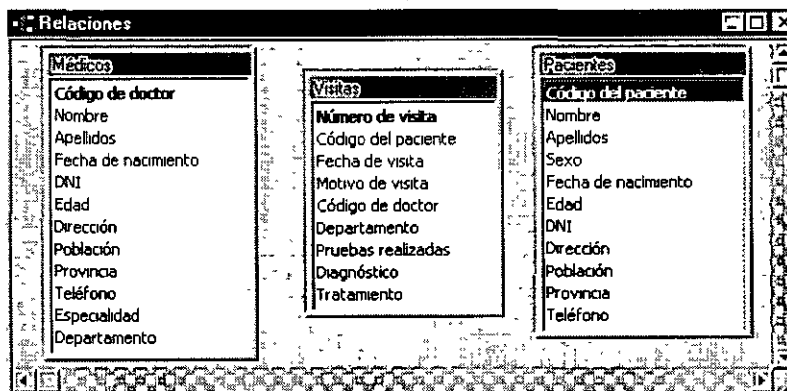 Relaciones
Médicos
Código de doctor
Nombre
Apellidos
Fecha de nacimiento
DNI
Edad
Dirección
Población
Provincia
Teléfono
Especialidad
Departamento
Visitas
Número de visita
Código del paciente
Fecha de visita
Motivo de visita
Código de doctor
Departamento
Pruebas realizadas
Diagnóstico
Tratamiento
Pacientes
Código del paciente
Nombre
Apellidos
Sexo
Fecha de nacimiento
Edad
DNI
Dirección
Población
Provincia
Teléfono